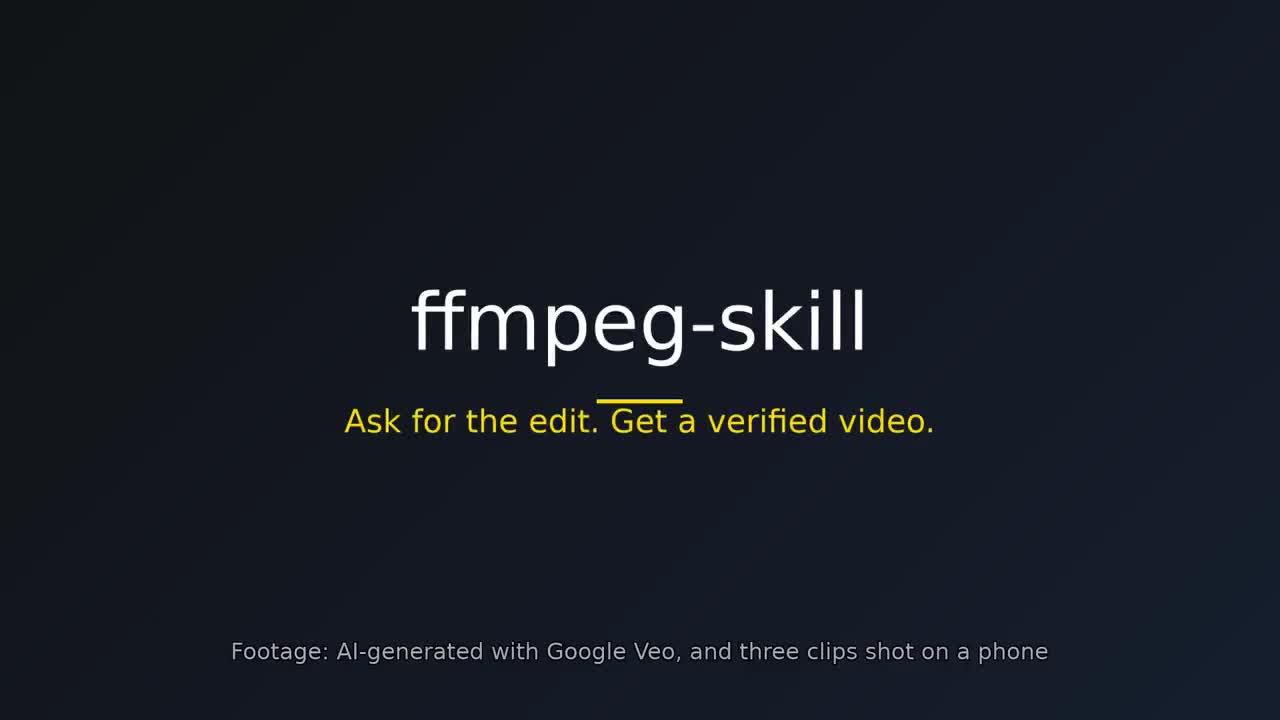 ffmpeg-skill
Ask for the edit. Get a verified video.
Footage: AI-generated with Google Veo, and three clips shot on a phone